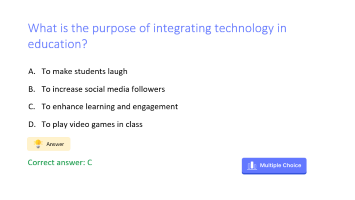 What is the purpose of integrating technology in
education?
A. To make students laugh
B. To increase social media followers
C. To enhance learning and engagement
D. To play video games in class
Answer
Correct answer: C
Multiple Choice